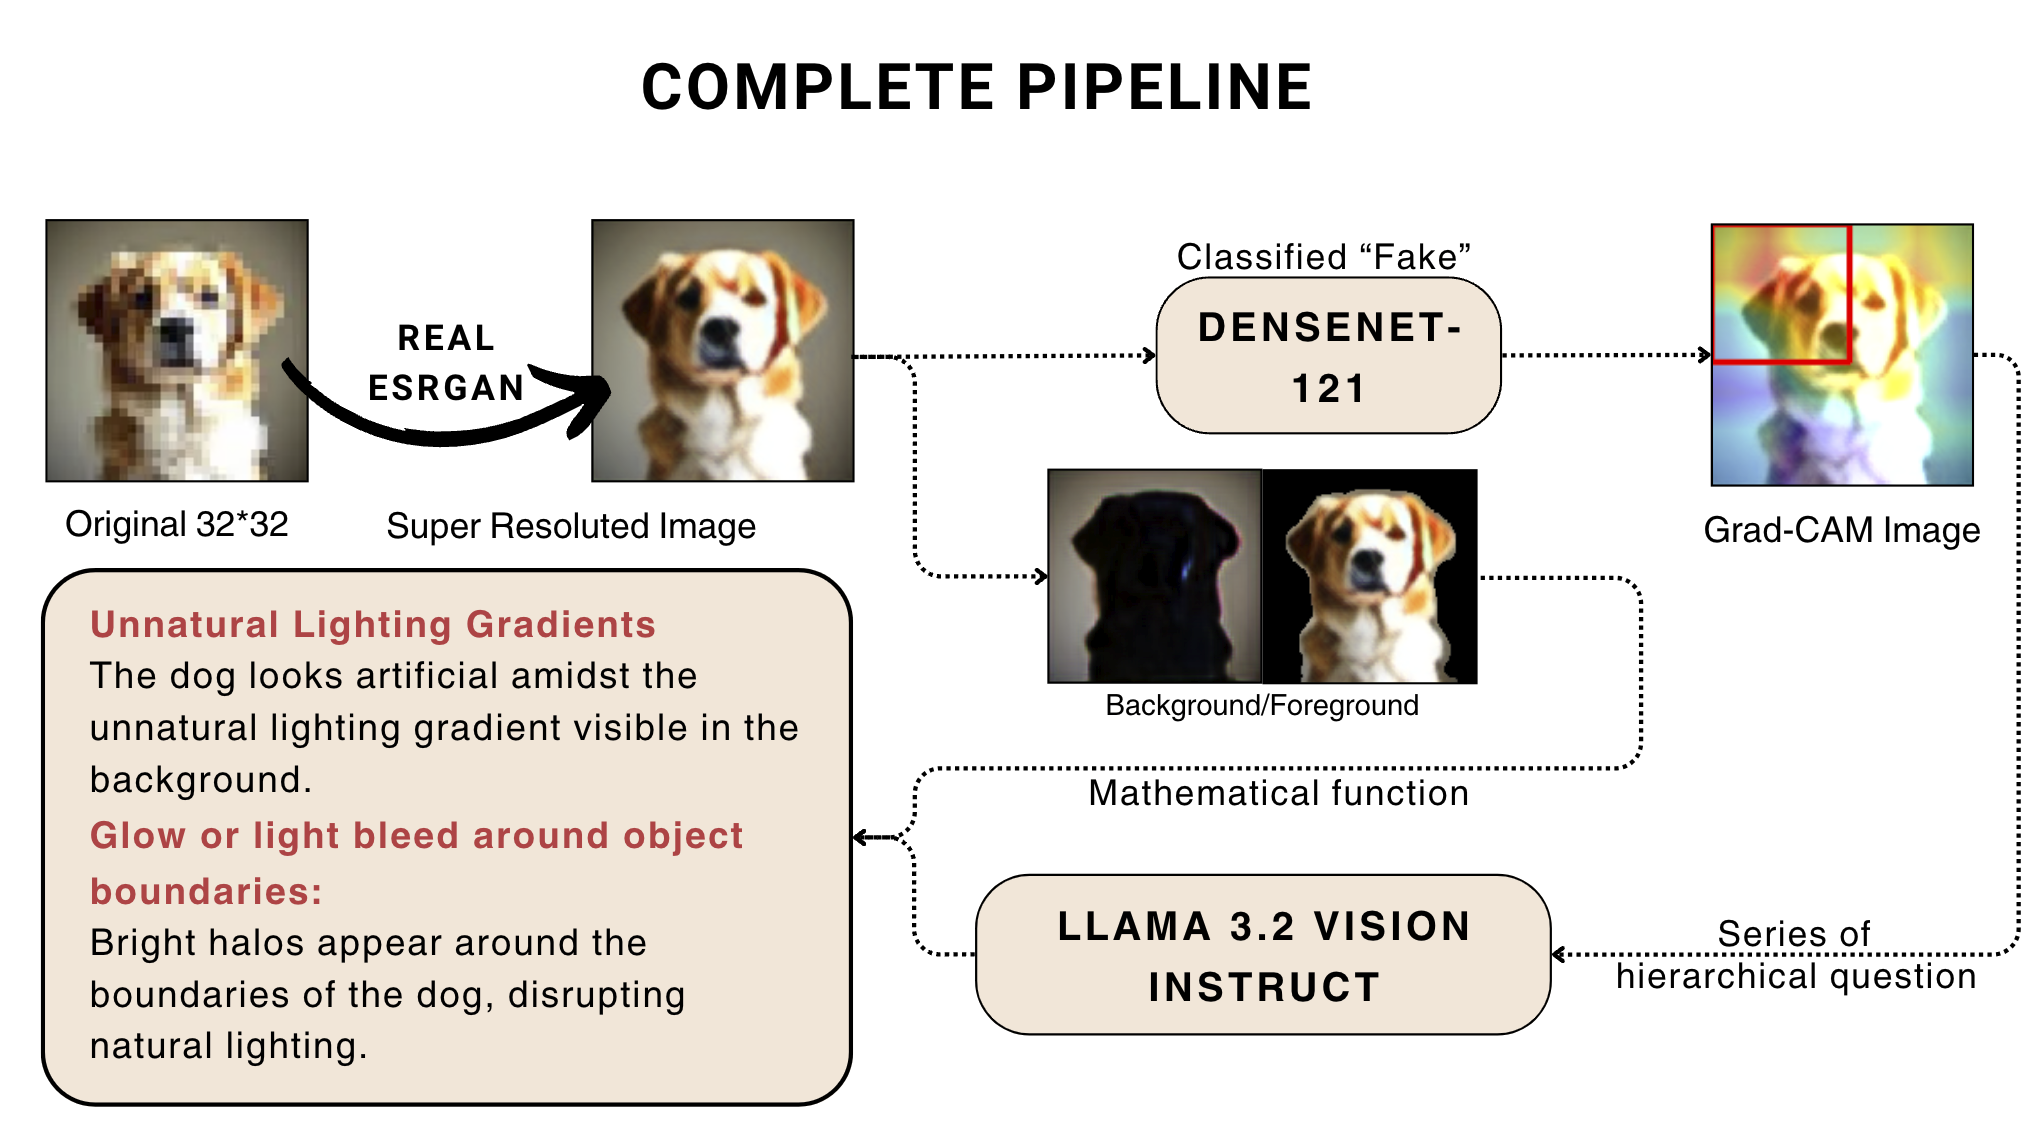 COMPLETE PIPELINE
REAL
ESRGAN
Original 32*32
Super Resoluted Image
Classified “Fake”
DENSENET-
121
Grad-CAM Image
Background/Foreground
Mathematical function
Unnatural Lighting Gradients
The dog looks artificial amidst the
unnatural lighting gradient visible in the
background.
Glow or light bleed around object
boundaries:
Bright halos appear around the
boundaries of the dog, disrupting
natural lighting.
LLAMA 3.2 VISION
INSTRUCT
Series of
hierarchical question